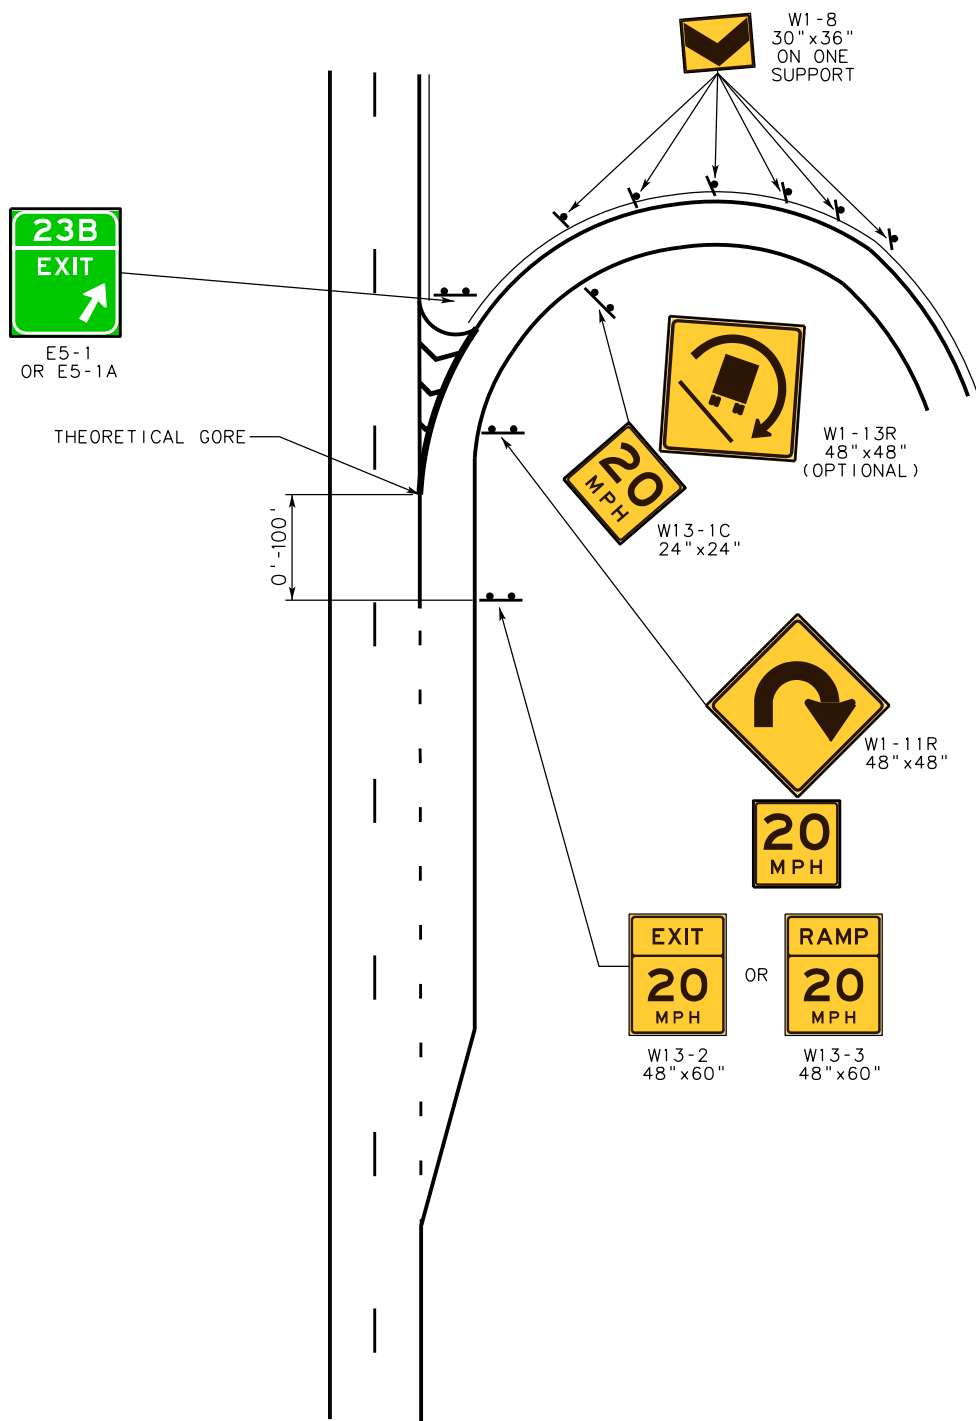 W1-8
30"x36"
ON ONE
SUPPORT
23B
EXIT
E5-1
OR E5-1A
THEORETICAL GORE
0'-100'
W1-13R
48"x48"
(OPTIONAL)
20
MPH
W13-1C
24"x24"
W1-11R
48"x48"
20
MPH
EXIT
20
MPH
OR
RAMP
20
MPH
W13-2
48"x60"
W13-3
48"x60"